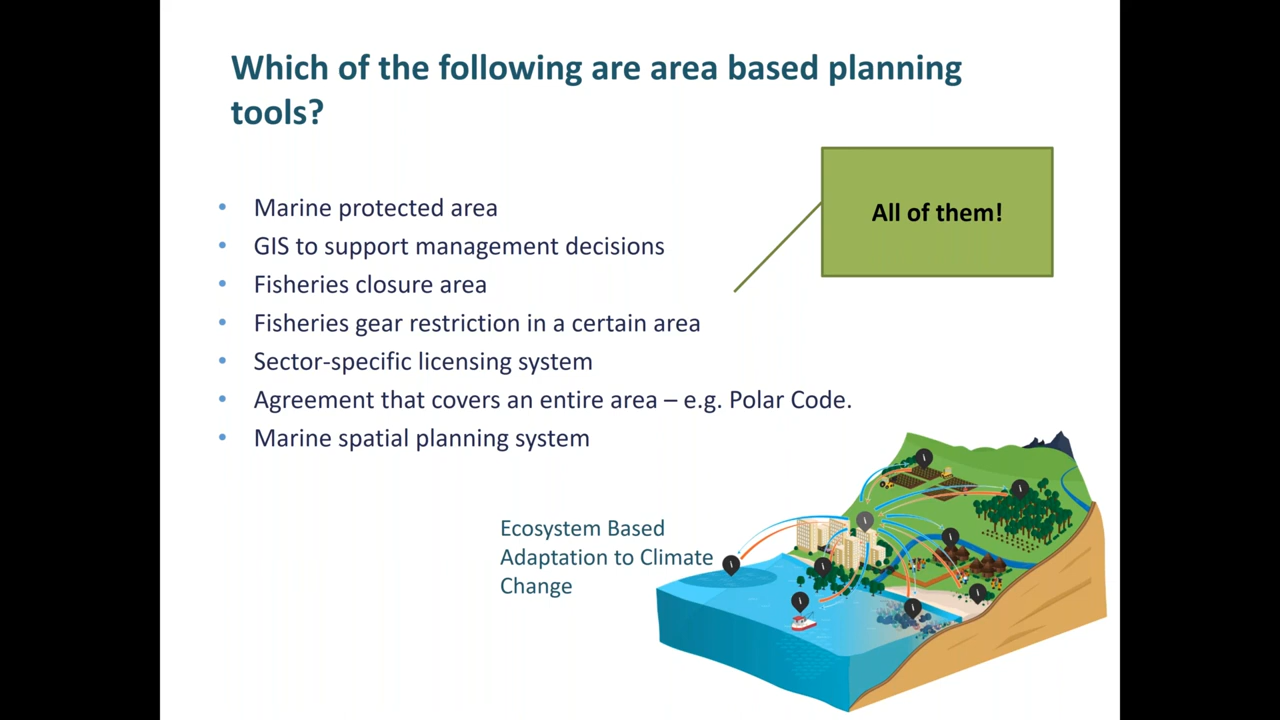 Which of the following are area based planning
tools?
All of them!
• Marine protected area
• GIS to support management decisions
• Fisheries closure area
• Fisheries gear restriction in a certain area
• Sector-specific licensing system
• Agreement that covers an entire area – e.g. Polar Code.
• Marine spatial planning system
Ecosystem Based
Adaptation to Climate
Change